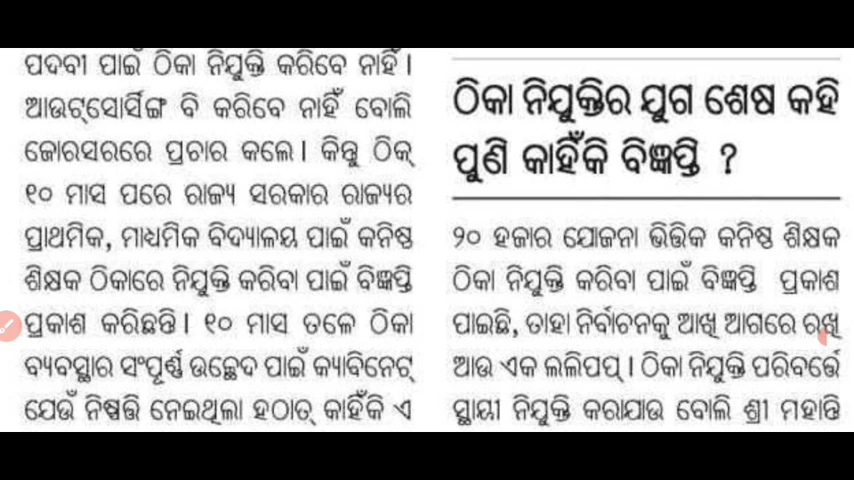 ପଦବୀ ପାଇଁ ଠିକା ନିଯୁକ୍ତି କରିବେ ନାହିଁ।
ଆଉଟ୍‌ସୋର୍ସିଙ୍ଗ ବି କରିବେ ନାହିଁ ବୋଲି
ଜୋରସରରେ ପ୍ରଚାର କଲେ। କିନ୍ତୁ ଠିକ୍
୧୦ ମାସ ପରେ ରାଜ୍ୟ ସରକାର ରାଜ୍ୟର
ପ୍ରାଥମିକ, ମାଧ୍ୟମିକ ବିଦ୍ୟାଳୟ ପାଇଁ କନିଷ୍ଠ
ଶିକ୍ଷକ ଠିକାରେ ନିଯୁକ୍ତି କରିବା ପାଇଁ ବିଜ୍ଞପ୍ତି
ପ୍ରକାଶ କରିଛନ୍ତି। ୧୦ ମାସ ତଳେ ଠିକା
ବ୍ୟବସ୍ଥାର ସଂପୂର୍ଣ୍ଣ ଉଚ୍ଛେଦ ପାଇଁ କ୍ୟାବିନେଟ୍
ଯେଉଁ ନିଷ୍ପତ୍ତି ନେଇଥିଲା ହଠାତ୍ କାହିଁକି ଏ
ଠିକା ନିଯୁକ୍ତିର ଯୁଗ ଶେଷ କହି
ପୁଣି କାହିଁକି ବିଜ୍ଞପ୍ତି ?
୨୦ ହଜାର ଯୋଜନା ଭିତ୍ତିକ କନିଷ୍ଠ ଶିକ୍ଷକ
ଠିକା ନିଯୁକ୍ତି କରିବା ପାଇଁ ବିଜ୍ଞପ୍ତି ପ୍ରକାଶ
ପାଇଛି, ତାହା ନିର୍ବାଚନକୁ ଆଖି ଆଗରେ ରଖି
ଆଉ ଏକ ଲଲିପପ୍। ଠିକା ନିଯୁକ୍ତି ପରିବର୍ତ୍ତେ
ସ୍ଥାୟୀ ନିଯୁକ୍ତି କରାଯାଉ ବୋଲି ଶ୍ରୀ ମହାନ୍ତି